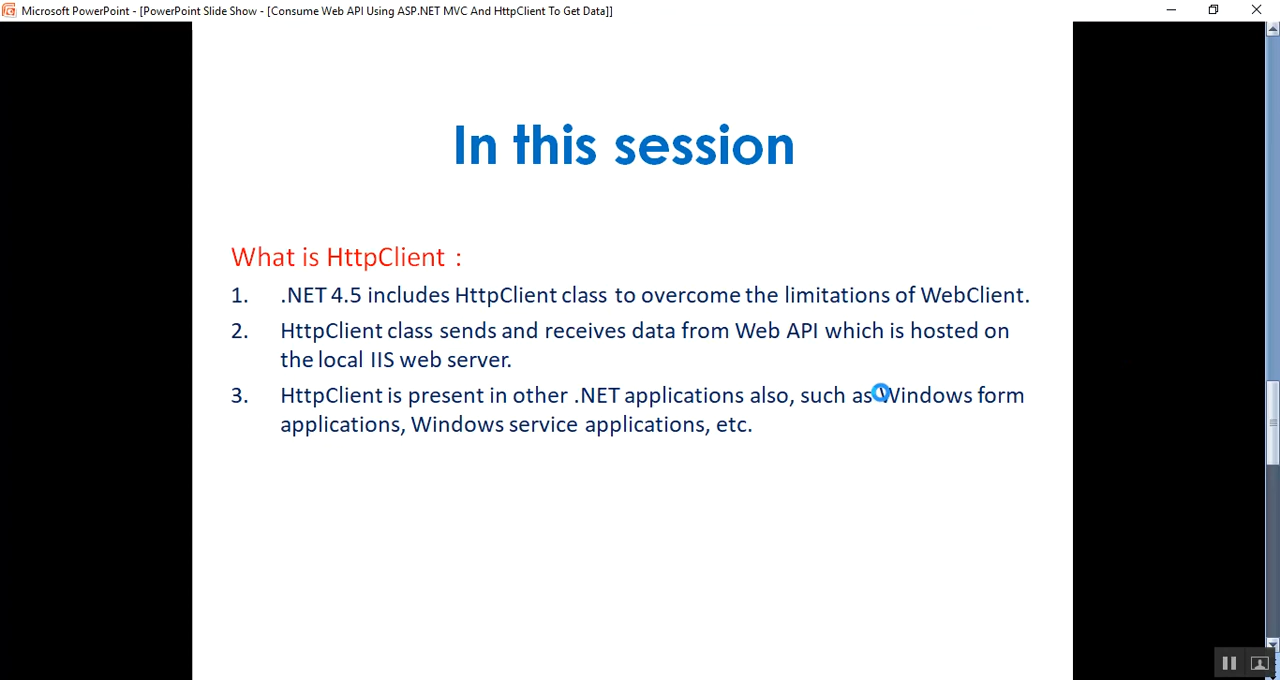 Microsoft PowerPoint - [PowerPoint Slide Show - [Consume Web API Using ASP.NET MVC And HttpClient To Get Data]]
In this session
What is HttpClient :
1. .NET 4.5 includes HttpClient class to overcome the limitations of WebClient.
2. HttpClient class sends and receives data from Web API which is hosted on
the local IIS web server.
3. HttpClient is present in other .NET applications also, such as Windows form
applications, Windows service applications, etc.